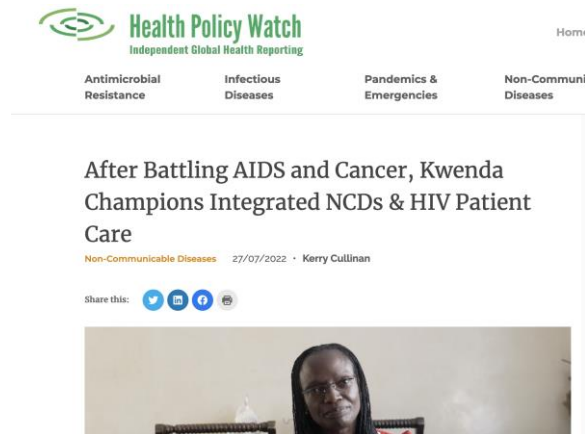 Health Policy Watch
Independent Global Health Reporting
Home
Antimicrobial Resistance
Infectious Diseases
Pandemics & Emergencies
Non-Communi
Diseases
After Battling AIDS and Cancer, Kwenda
Champions Integrated NCDs & HIV Patient
Care
Non-Communicable Diseases 27/07/2022 • Kerry Cullinan
Share this: